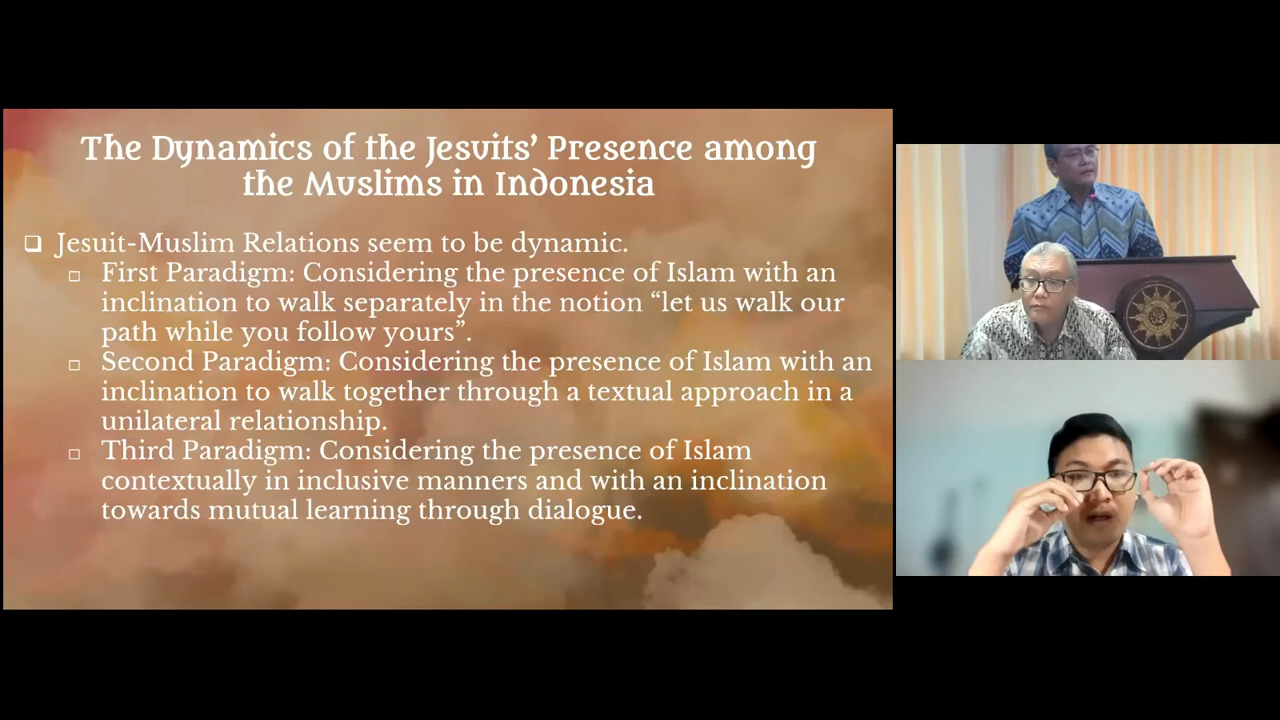 The Dynamics of the Jesuits' Presence among
the Muslims in Indonesia
❑ Jesuit-Muslim Relations seem to be dynamic.
□ First Paradigm: Considering the presence of Islam with an
inclination to walk separately in the notion “let us walk our
path while you follow yours”.
□ Second Paradigm: Considering the presence of Islam with an
inclination to walk together through a textual approach in a
unilateral relationship.
□ Third Paradigm: Considering the presence of Islam
contextually in inclusive manners and with an inclination
towards mutual learning through dialogue.